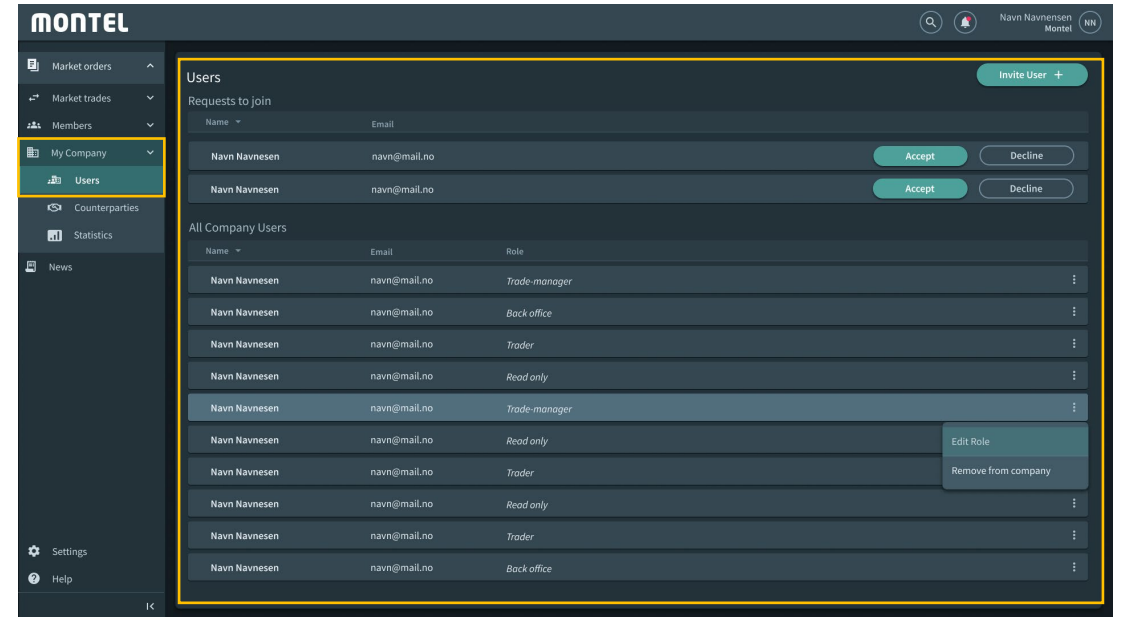 MONTEL
Navn Navnensen
Montel
NN
Market orders
Market trades
Members
My Company
Users
Counterparties
Statistics
News
Settings
Help
Users
Invite User +
Requests to join
Name Email
Navn Navnesen navn@mail.no Accept Decline
Navn Navnesen navn@mail.no Accept Decline
All Company Users
Name Email Role
Navn Navnesen navn@mail.no Trade-manager
Navn Navnesen navn@mail.no Back office
Navn Navnesen navn@mail.no Trader
Navn Navnesen navn@mail.no Read only
Navn Navnesen navn@mail.no Trade-manager
Navn Navnesen navn@mail.no Read only
Edit Role
Navn Navnesen navn@mail.no Trader
Remove from company
Navn Navnesen navn@mail.no Read only
Navn Navnesen navn@mail.no Trader
Navn Navnesen navn@mail.no Back office